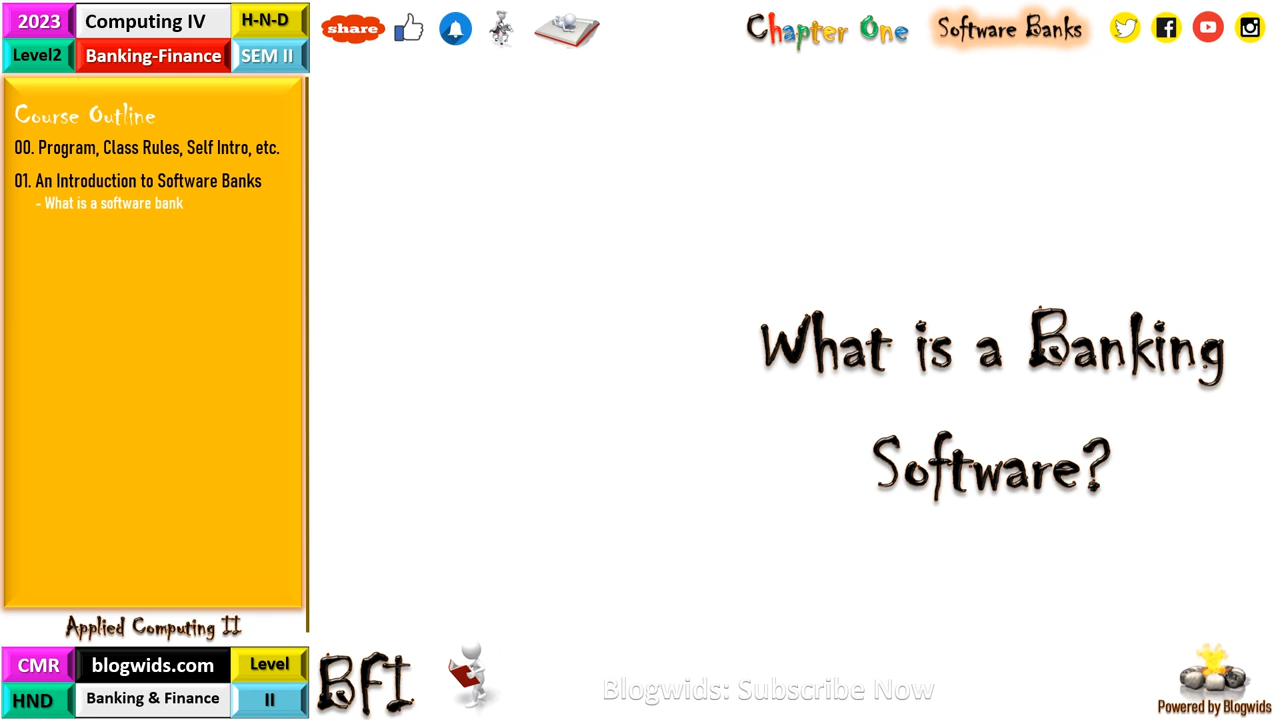 2023 Computing IV H-N-D
Level2 Banking-Finance SEM II
share
Chapter One Software Banks
Course Outline
00. Program, Class Rules, Self Intro, etc.
01. An Introduction to Software Banks
- What is a software bank
What is a Banking
Software?
Applied Computing II
CMR blogwids.com Level
HND Banking & Finance II
BFI
Blogwids: Subscribe Now
Powered by Blogwids